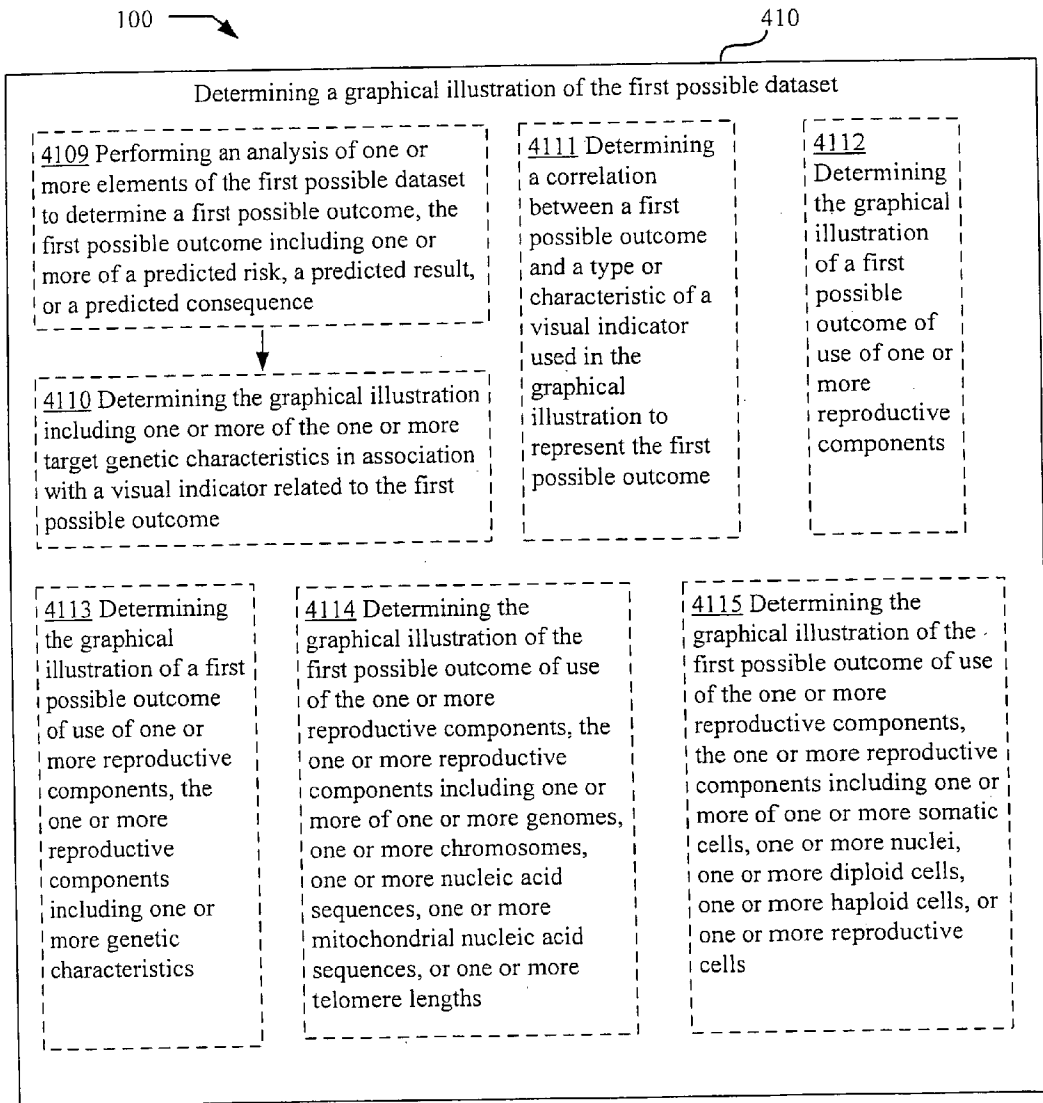 100
410
Determining a graphical illustration of the first possible dataset
4109 Performing an analysis of one or
more elements of the first possible dataset
to determine a first possible outcome, the
first possible outcome including one or
more of a predicted risk, a predicted result,
or a predicted consequence
4110 Determining the graphical illustration
including one or more of the one or more
target genetic characteristics in association
with a visual indicator related to the first
possible outcome
4111 Determining
a correlation
between a first
possible outcome
and a type or
characteristic of a
visual indicator
used in the
graphical
illustration to
represent the first
possible outcome
4112
Determining
the graphical
illustration
of a first
possible
outcome of
use of one or
more
reproductive
components
4113 Determining
the graphical
illustration of a first
possible outcome
of use of one or
more reproductive
components, the
one or more
reproductive
components
including one or
more genetic
characteristics
4114 Determining the
graphical illustration of the
first possible outcome of use
of the one or more
reproductive components, the
one or more reproductive
components including one or
more of one or more genomes,
one or more chromosomes,
one or more nucleic acid
sequences, one or more
mitochondrial nucleic acid
sequences, or one or more
telomere lengths
4115 Determining the
graphical illustration of the
first possible outcome of use
of the one or more
reproductive components,
the one or more reproductive
components including one or
more of one or more somatic
cells, one or more nuclei,
one or more diploid cells,
one or more haploid cells, or
one or more reproductive
cells